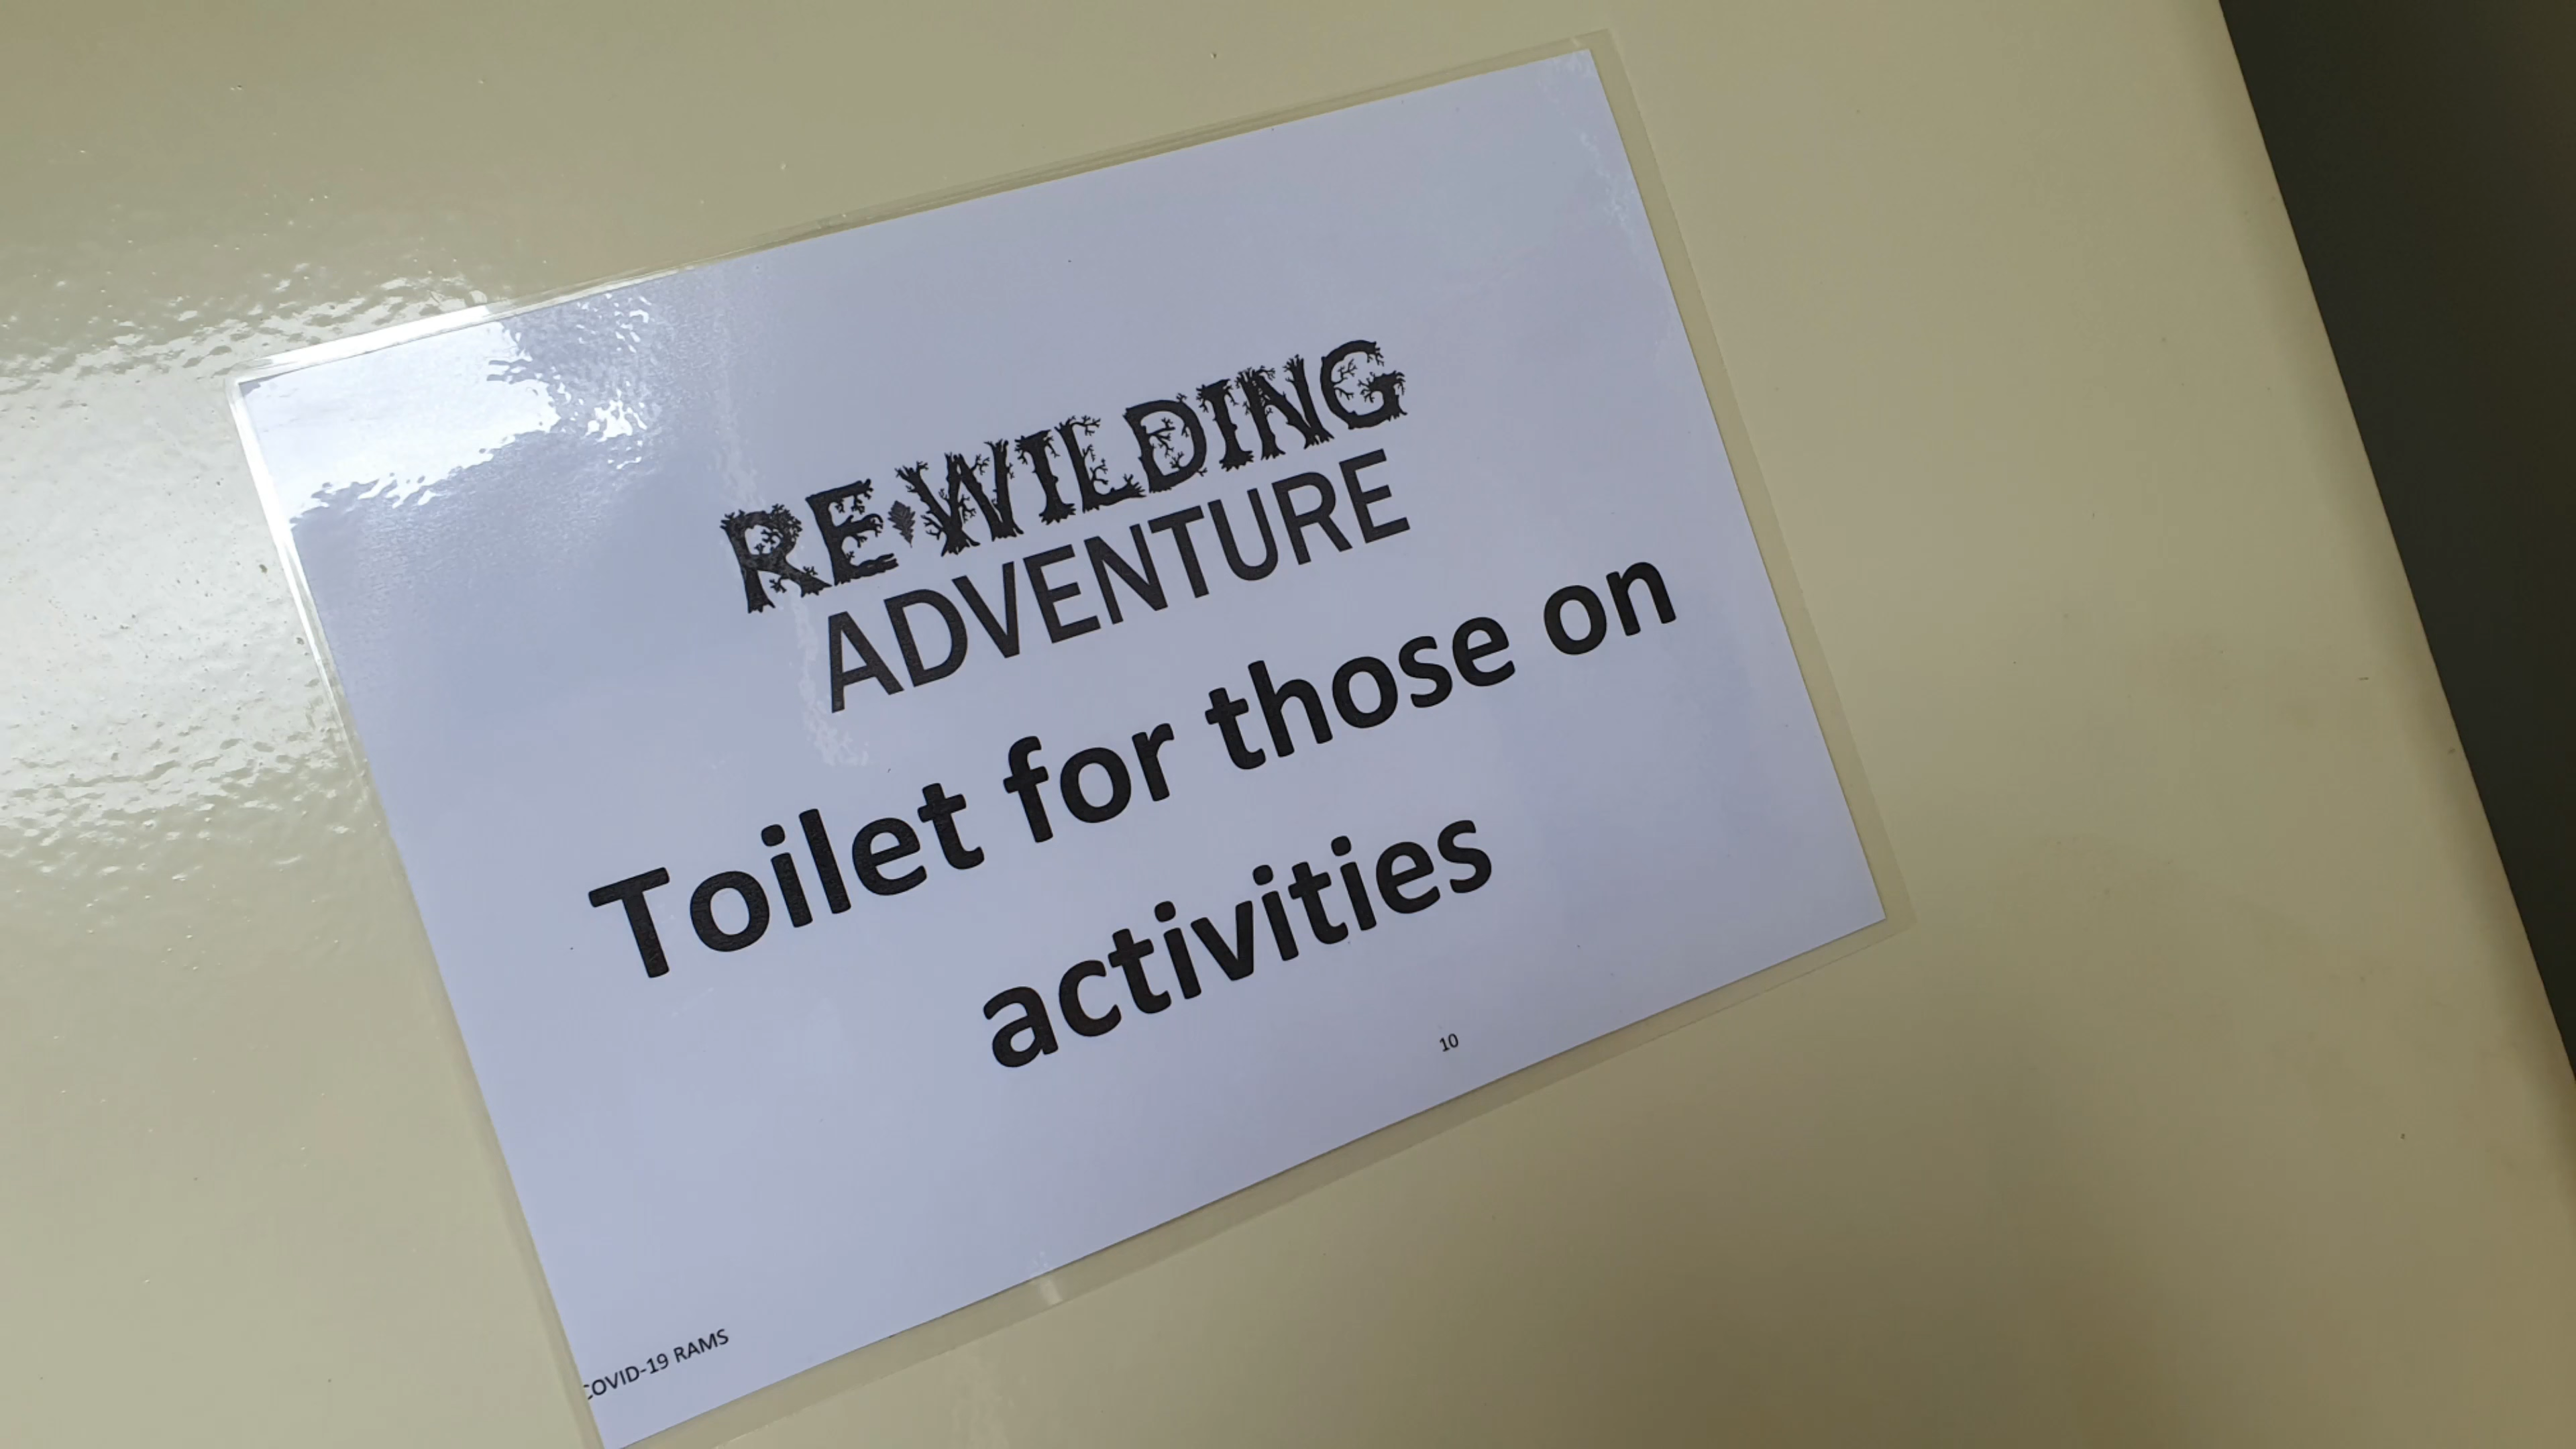 RE WILDING
ADVENTURE
Toilet for those on
activities
10
COVID-19 RAMS